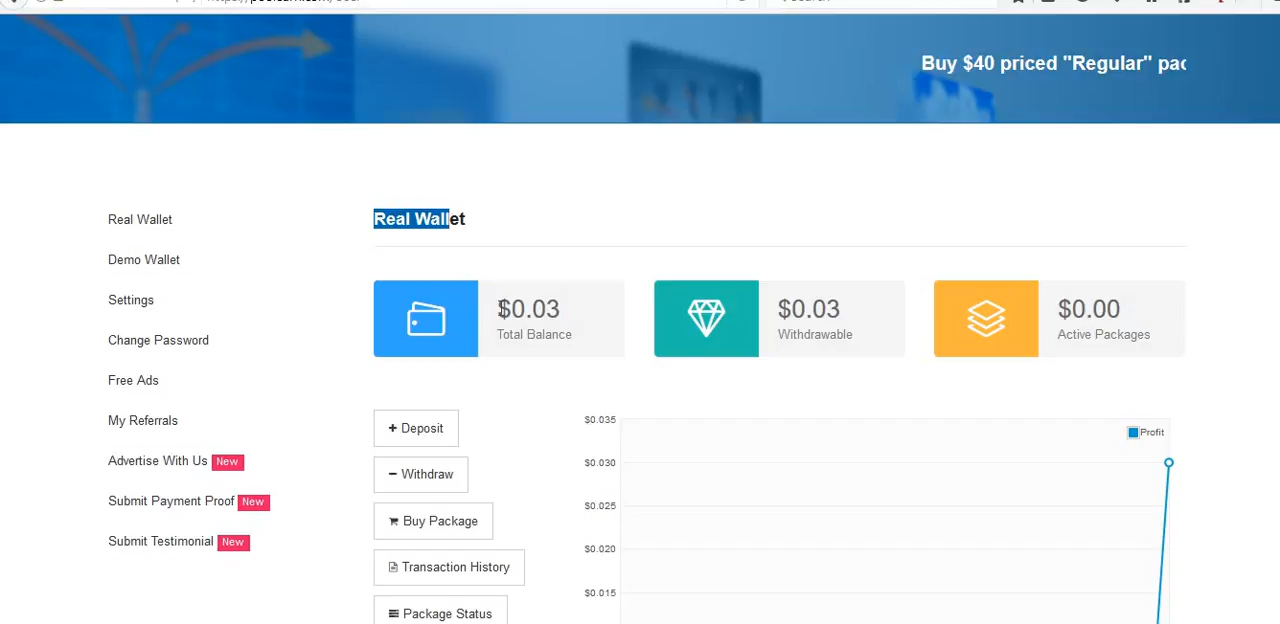 Buy $40 priced "Regular" pac
Real Wallet
Demo Wallet
Settings
Change Password
Free Ads
My Referrals
Advertise With Us New
Submit Payment Proof New
Submit Testimonial New
Real Wallet
$0.03
Total Balance
$0.03
Withdrawable
$0.00
Active Packages
+ Deposit
− Withdraw
Buy Package
Transaction History
Package Status
Profit
$0.035
$0.030
$0.025
$0.020
$0.015